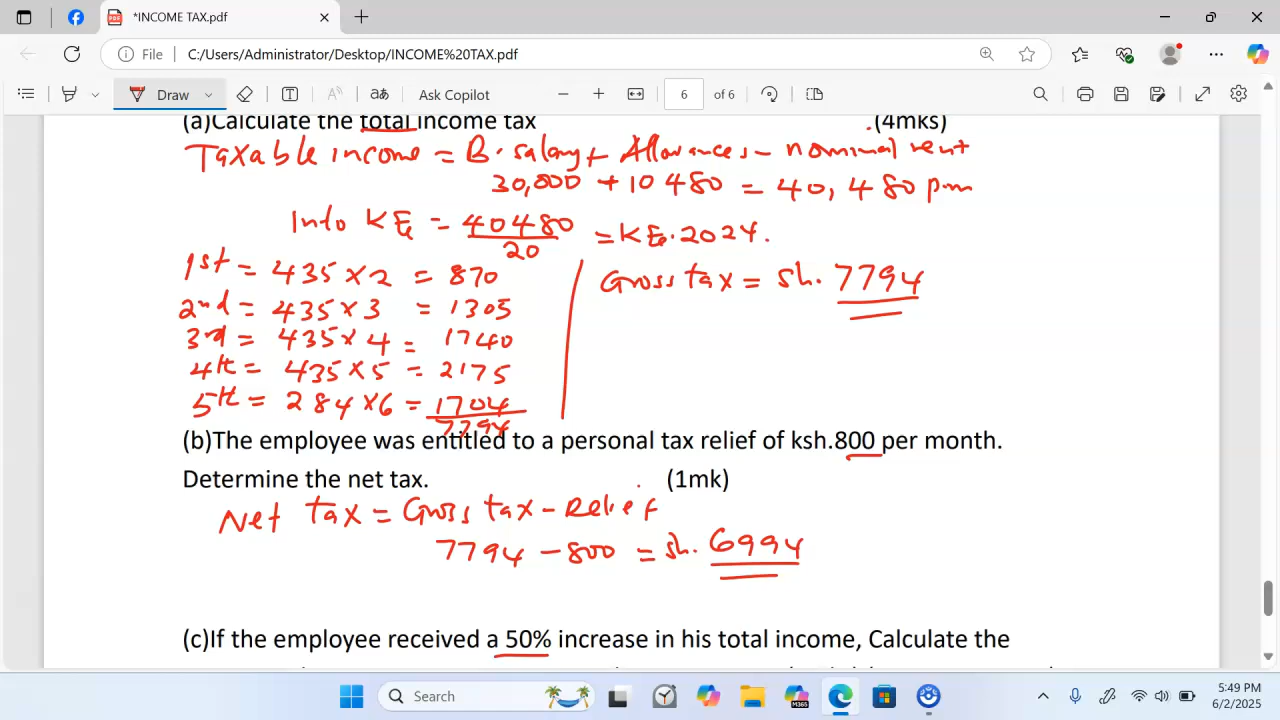 *INCOME TAX.pdf
File
C:/Users/Administrator/Desktop/INCOME%20TAX.pdf
Draw
Ask Copilot
6
of 6
(a)Calculate the total income tax (4mks)
Taxable income = B. salary + Allowances - nominal rent
30,000 + 10480 = 40,480 pm
Into K£ = 40480
20
= K£.2024.
Gross tax = sh. 7794
1st = 435 x 2 = 870
2nd = 435 x 3 = 1305
3rd = 435 x 4 = 1740
4th = 435 x 5 = 2175
5th = 284 x 6 = 1704
7794
(b)The employee was entitled to a personal tax relief of ksh.800 per month.
Determine the net tax. (1mk)
Net tax = Gross tax - Relief
7794 - 800 = sh. 6994
(c)If the employee received a 50% increase in his total income, Calculate the
Search
5:49 PM
6/2/2025